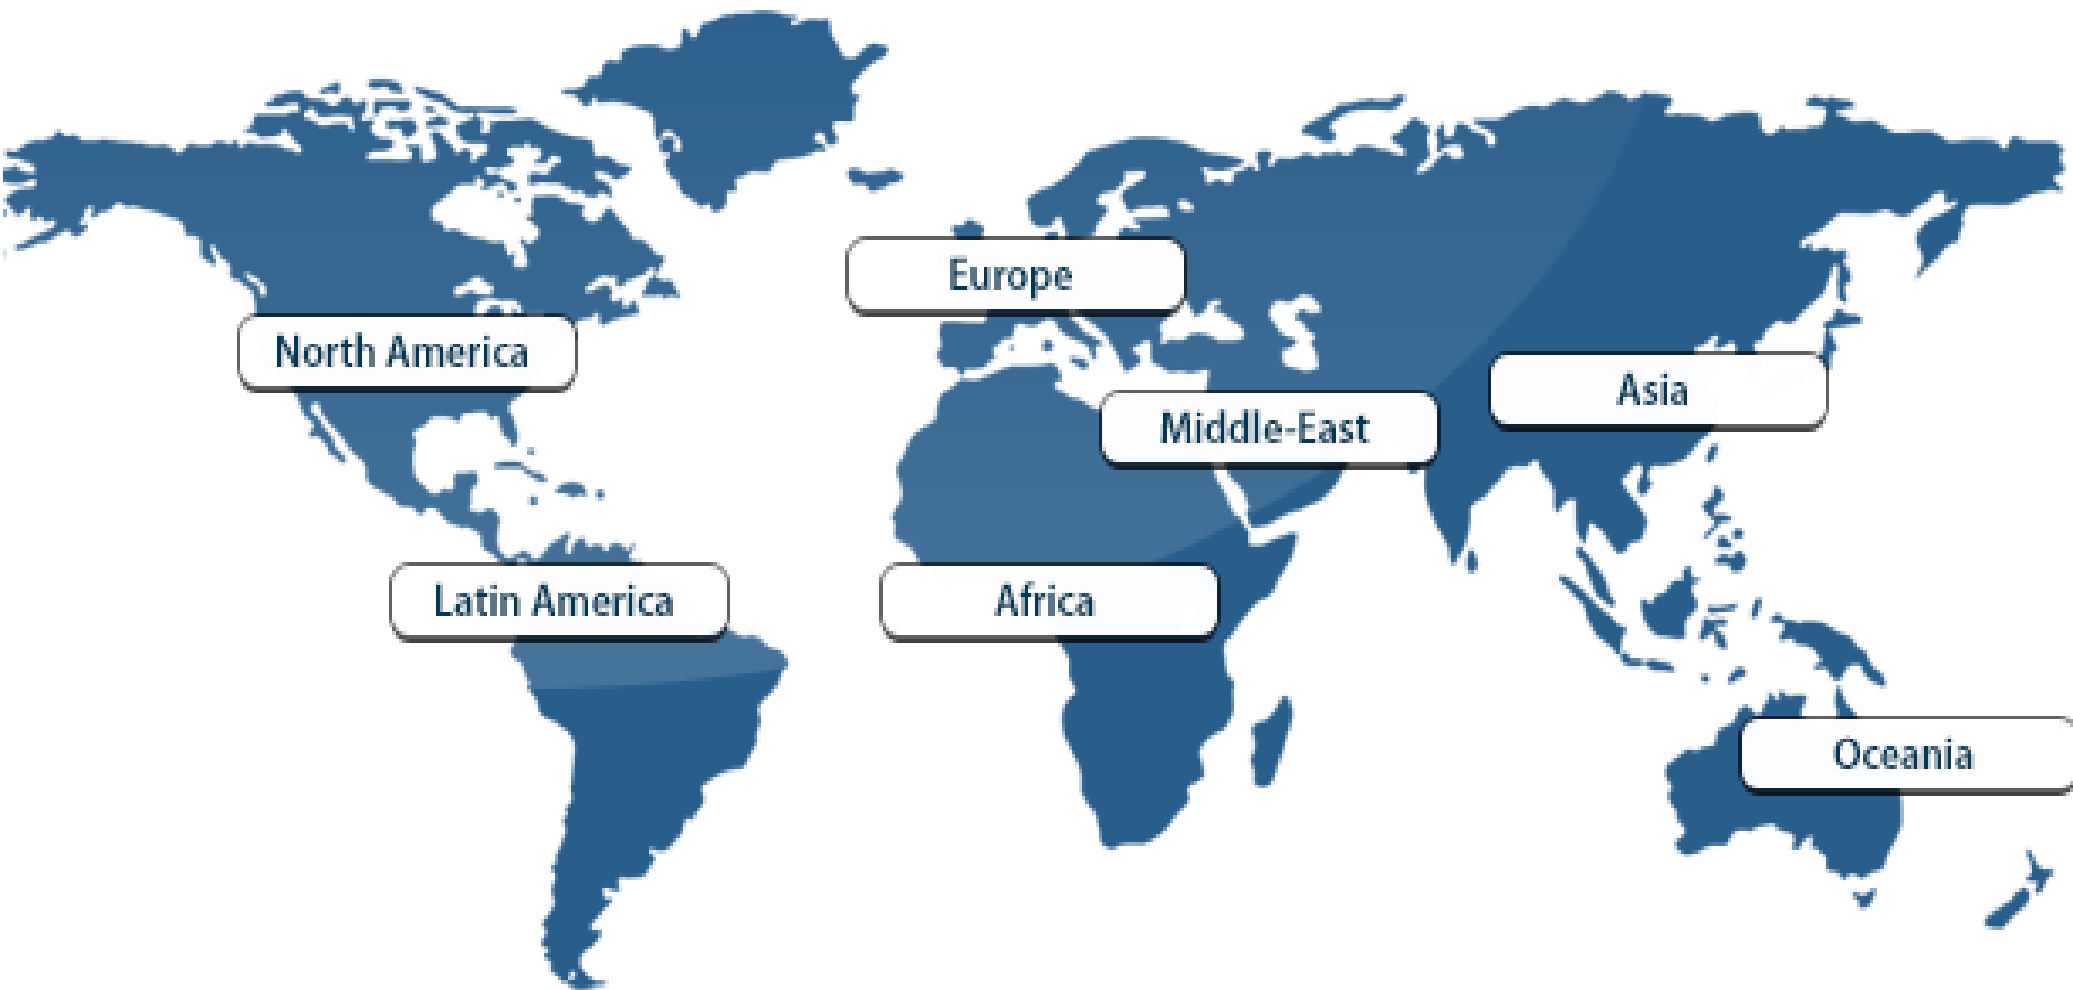 Europe
North America
Asia
Middle-East
Latin America
Africa
Oceania